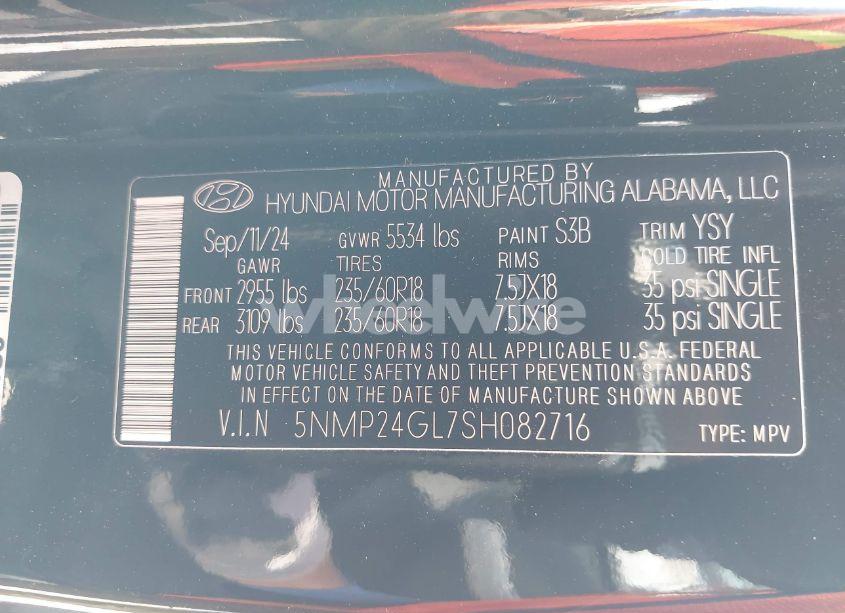 MANUFACTURED BY
HYUNDAI MOTOR MANUFACTURING ALABAMA, LLC
Sep/11/24 GVWR 5534 lbs PAINT S3B TRIM YSY
GAWR TIRES RIMS COLD TIRE INFL
FRONT 2955 lbs 235/60R18 7.5JX18 35 psi SINGLE
REAR 3109 lbs 235/60R18 7.5JX18 35 psi SINGLE
wheelwire
THIS VEHICLE CONFORMS TO ALL APPLICABLE U.S.A. FEDERAL
MOTOR VEHICLE SAFETY AND THEFT PREVENTION STANDARDS
IN EFFECT ON THE DATE OF MANUFACTURE SHOWN ABOVE
V.I.N 5NMP24GL7SH082716 TYPE: MPV